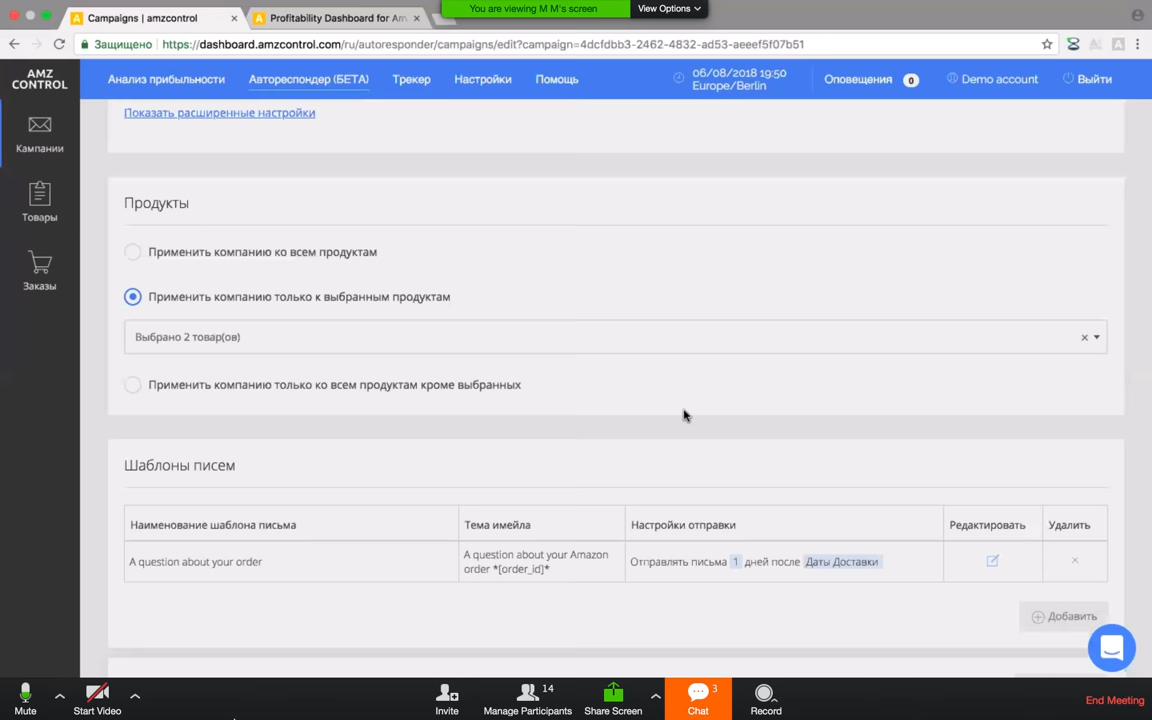 You are viewing M M's screen
View Options
Campaigns | amzcontrol
Profitability Dashboard for Am
Защищено
https://dashboard.amzcontrol.com/ru/autoresponder/campaigns/edit?campaign=4dcfdbb3-2462-4832-ad53-aeeef5f07b51
AMZ
CONTROL
Анализ прибыльности
Автореспондер (БЕТА)
Трекер
Настройки
Помощь
06/08/2018 19:50
Europe/Berlin
Оповещения 0
Demo account
Выйти
Кампании
Товары
Заказы
Показать расширенные настройки
Продукты
Применить компанию ко всем продуктам
Применить компанию только к выбранным продуктам
Выбрано 2 товар(ов)
Применить компанию только ко всем продуктам кроме выбранных
Шаблоны писем
Наименование шаблона письма
Тема имейла
Настройки отправки
Редактировать
Удалить
A question about your order
A question about your Amazon
order *[order_id]*
Отправлять письма 1 дней после Даты Доставки
Добавить
Mute
Start Video
Invite
14
Manage Participants
Share Screen
3
Chat
Record
End Meeting